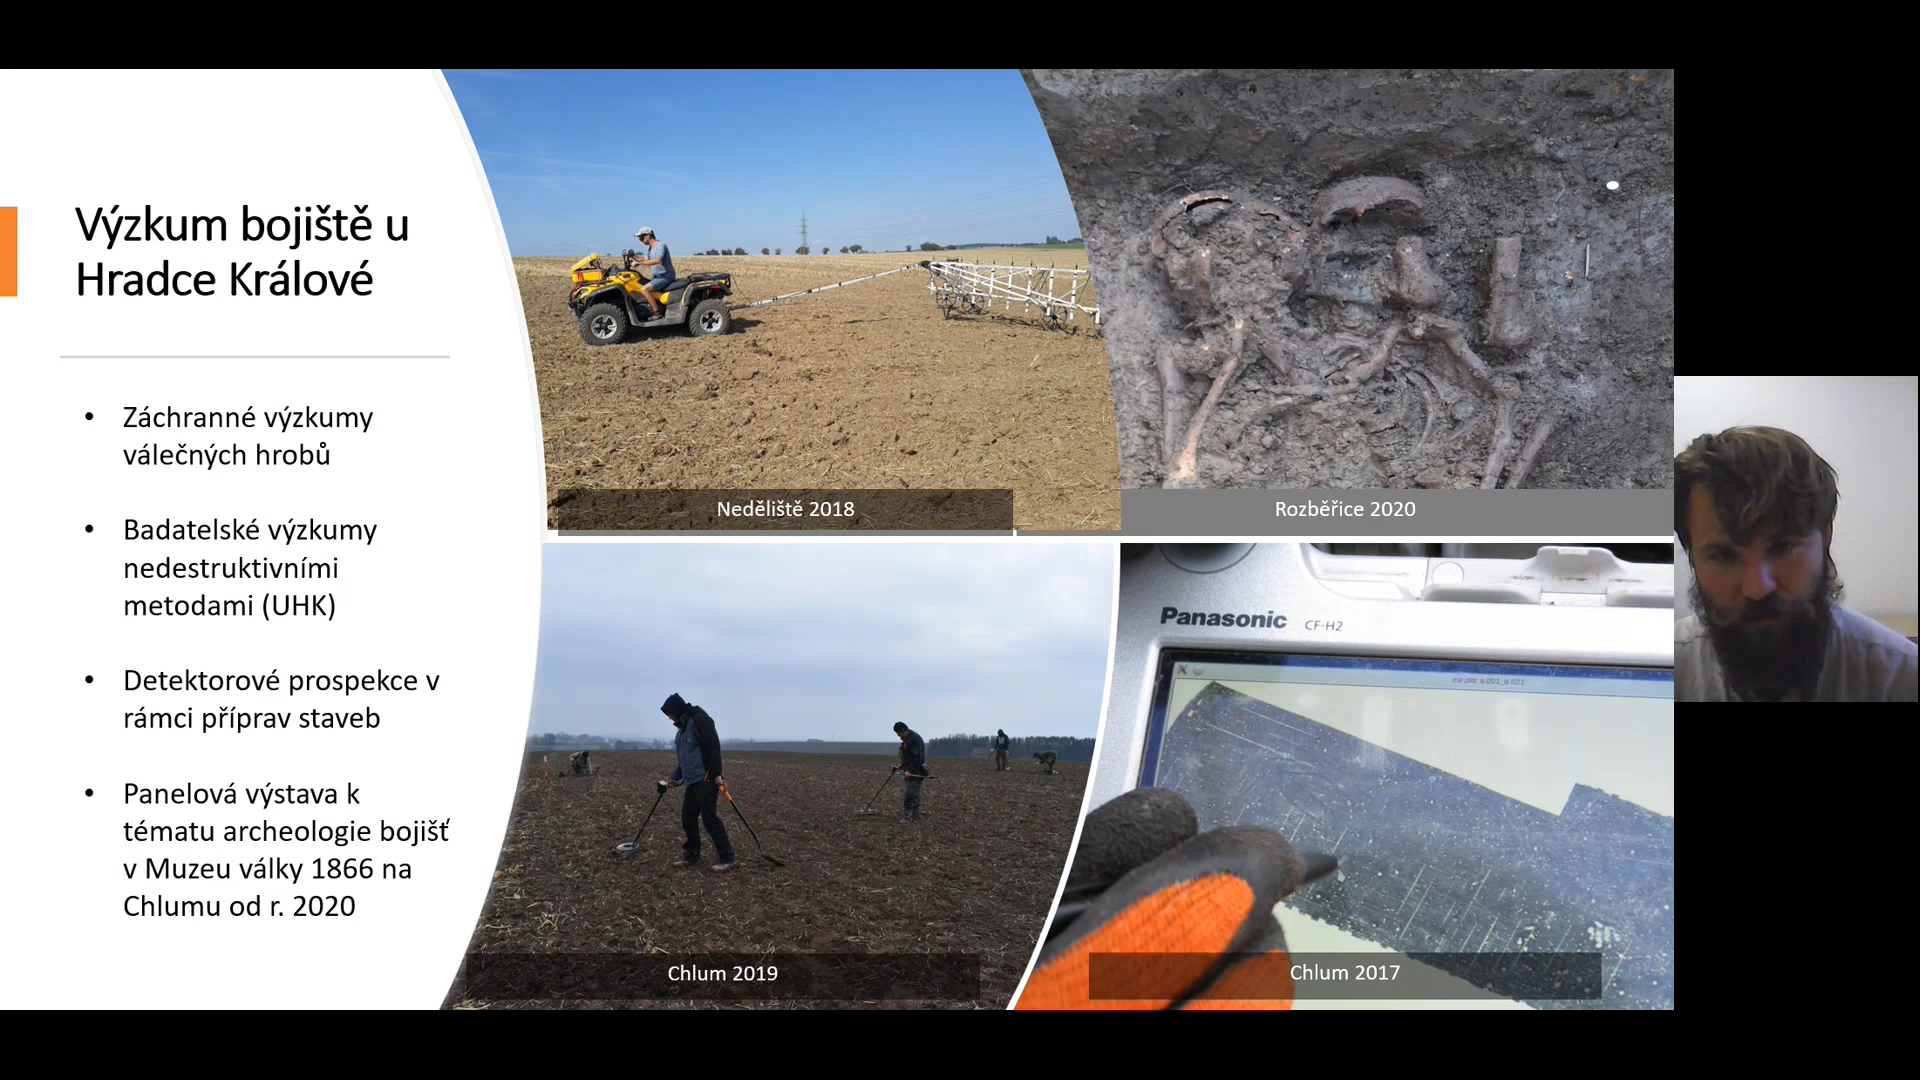 Výzkum bojiště u
Hradce Králové
• Záchranné výzkumy
válečných hrobů
• Badatelské výzkumy
nedestruktivními
metodami (UHK)
• Detektorové prospekce v
rámci příprav staveb
• Panelová výstava k
tématu archeologie bojišť
v Muzeu války 1866 na
Chlumu od r. 2020
Neděliště 2018
Rozběřice 2020
Panasonic CF-H2
Chlum 2019
Chlum 2017